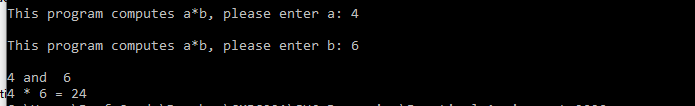 This program computes a*b, please enter a: 4
This program computes a*b, please enter b: 6
4 and  6
4 * 6 = 24